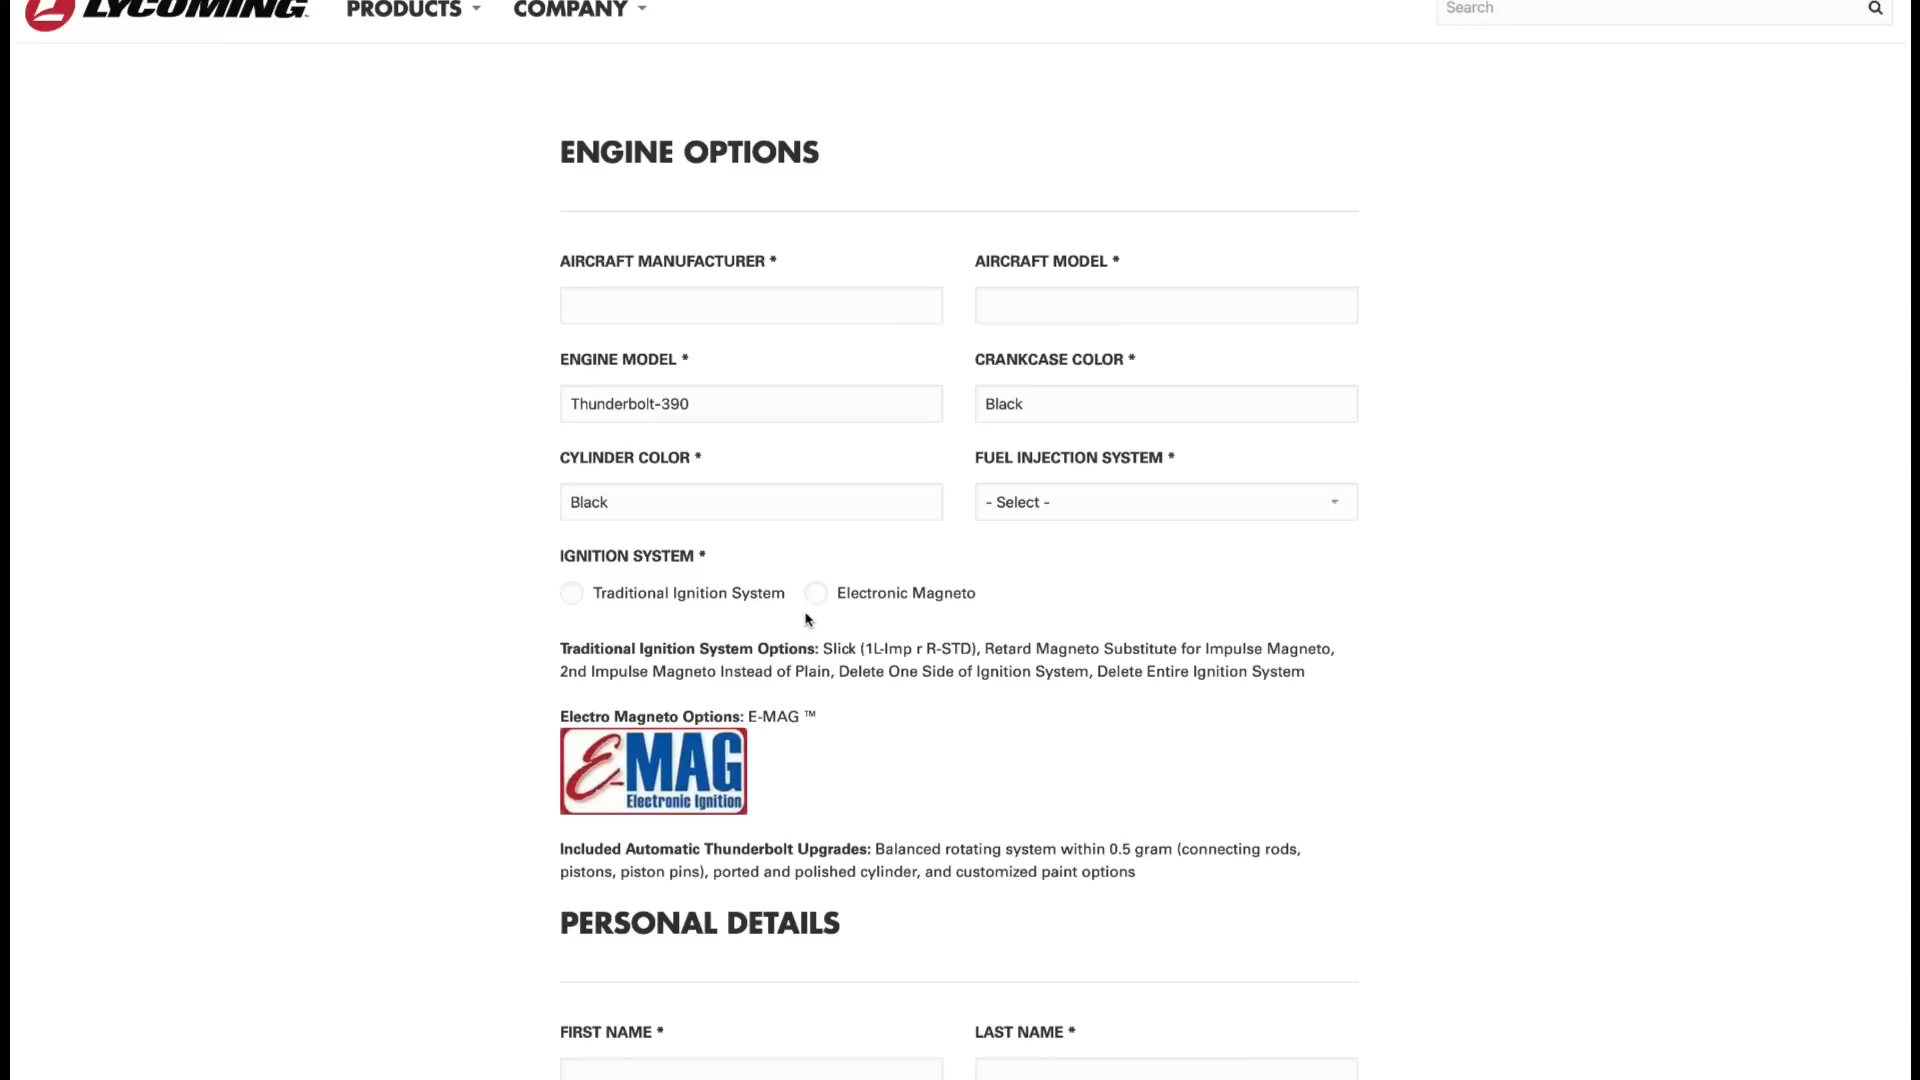 LYCOMING PRODUCTS COMPANY Search
ENGINE OPTIONS
AIRCRAFT MANUFACTURER * AIRCRAFT MODEL *
ENGINE MODEL * CRANKCASE COLOR *
Thunderbolt-390 Black
CYLINDER COLOR * FUEL INJECTION SYSTEM *
Black - Select -
IGNITION SYSTEM *
Traditional Ignition System Electronic Magneto
Traditional Ignition System Options: Slick (1L-Imp r R-STD), Retard Magneto Substitute for Impulse Magneto,
2nd Impulse Magneto Instead of Plain, Delete One Side of Ignition System, Delete Entire Ignition System
Electro Magneto Options: E-MAG ™
E-MAG
Electronic Ignition
Included Automatic Thunderbolt Upgrades: Balanced rotating system within 0.5 gram (connecting rods,
pistons, piston pins), ported and polished cylinder, and customized paint options
PERSONAL DETAILS
FIRST NAME * LAST NAME *